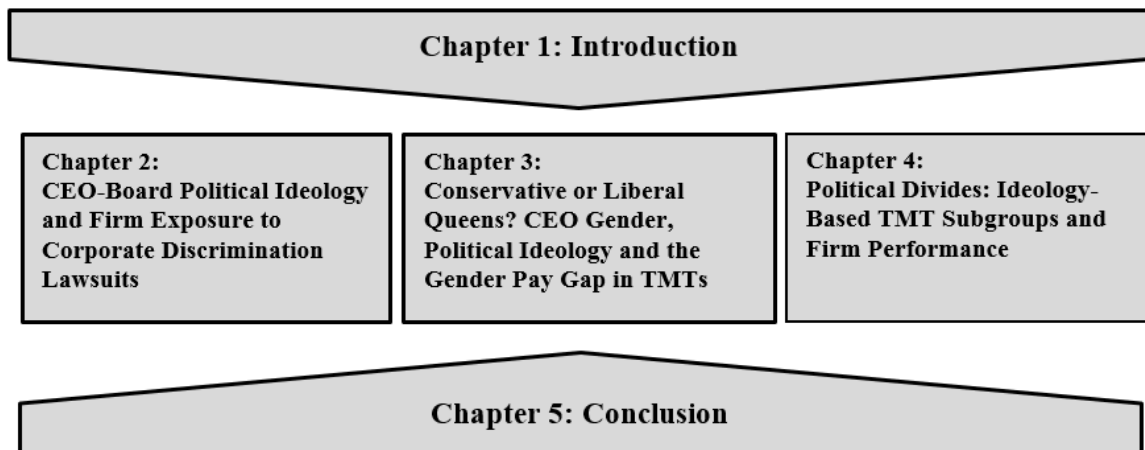 Chapter 1: Introduction
Chapter 2:
CEO-Board Political Ideology
and Firm Exposure to
Corporate Discrimination
Lawsuits
Chapter 3:
Conservative or Liberal
Queens? CEO Gender,
Political Ideology and the
Gender Pay Gap in TMTs
Chapter 4:
Political Divides: Ideology-
Based TMT Subgroups and
Firm Performance
Chapter 5: Conclusion